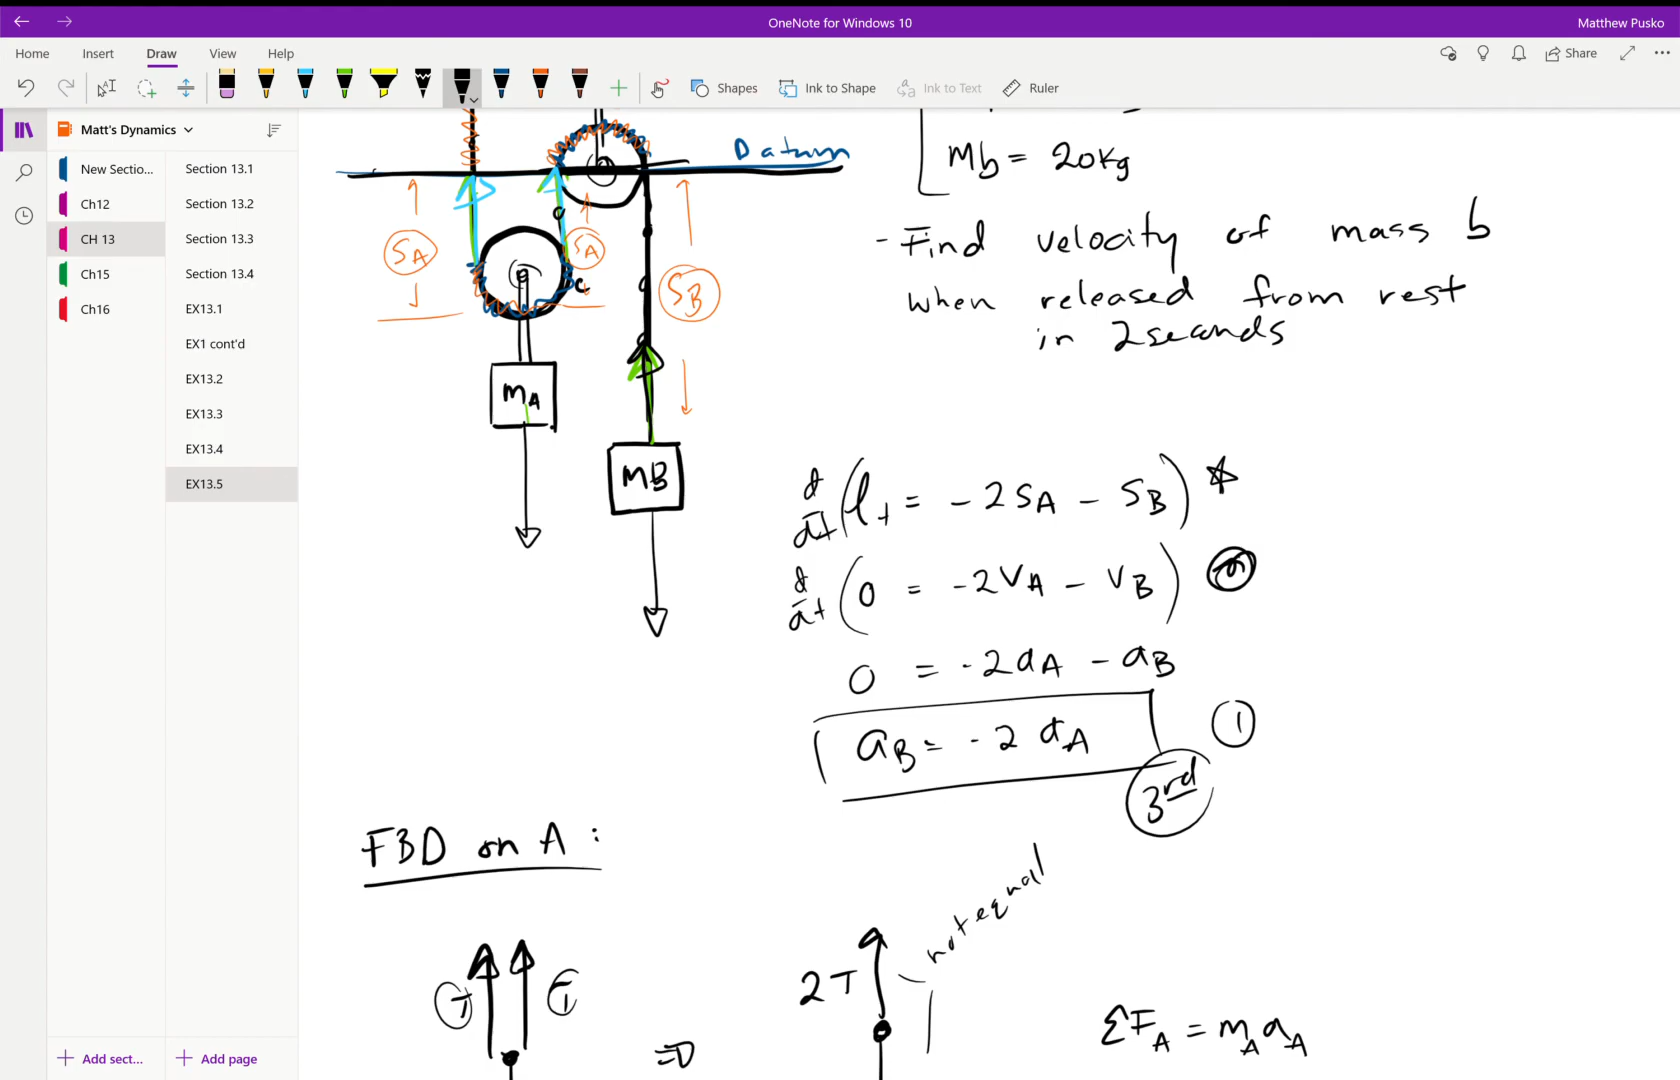 OneNote for Windows 10
Matthew Pusko
Home Insert Draw View Help
Share
Shapes Ink to Shape Ink to Text Ruler
Matt's Dynamics
New Sectio...
Ch12
CH 13
Ch15
Ch16
Section 13.1
Section 13.2
Section 13.3
Section 13.4
EX13.1
EX1 cont'd
EX13.2
EX13.3
EX13.4
EX13.5
Add sect...
Add page
Datum
SA
SA
SB
c
mA
MB
Mb = 20kg
- Find velocity of mass b
when released from rest
in 2 seconds
d/dt (lt = -2SA - SB)
d/dt (0 = -2VA - VB)
0 = -2aA - aB
aB = -2 aA
1
3rd
FBD on A:
T
T
2T
not equal
ΣFA = mA aA